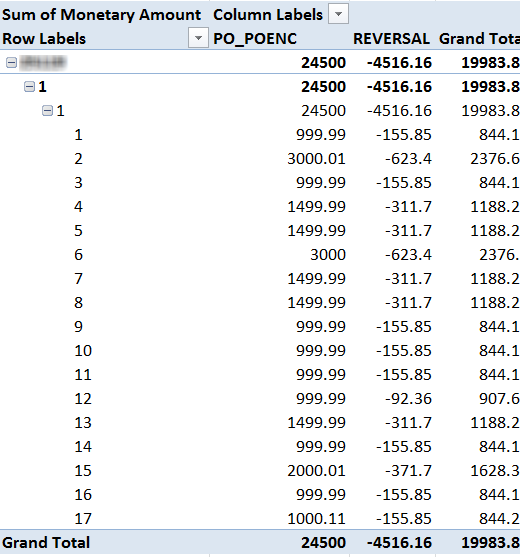 Sum of Monetary Amount Column Labels
Row Labels PO_POENC REVERSAL Grand Tota
24500 -4516.16 19983.8
1 24500 -4516.16 19983.8
1 24500 -4516.16 19983.8
1 999.99 -155.85 844.1
2 3000.01 -623.4 2376.6
3 999.99 -155.85 844.1
4 1499.99 -311.7 1188.2
5 1499.99 -311.7 1188.2
6 3000 -623.4 2376.
7 1499.99 -311.7 1188.2
8 1499.99 -311.7 1188.2
9 999.99 -155.85 844.1
10 999.99 -155.85 844.1
11 999.99 -155.85 844.1
12 999.99 -92.36 907.6
13 1499.99 -311.7 1188.2
14 999.99 -155.85 844.1
15 2000.01 -371.7 1628.3
16 999.99 -155.85 844.1
17 1000.11 -155.85 844.2
Grand Total 24500 -4516.16 19983.8